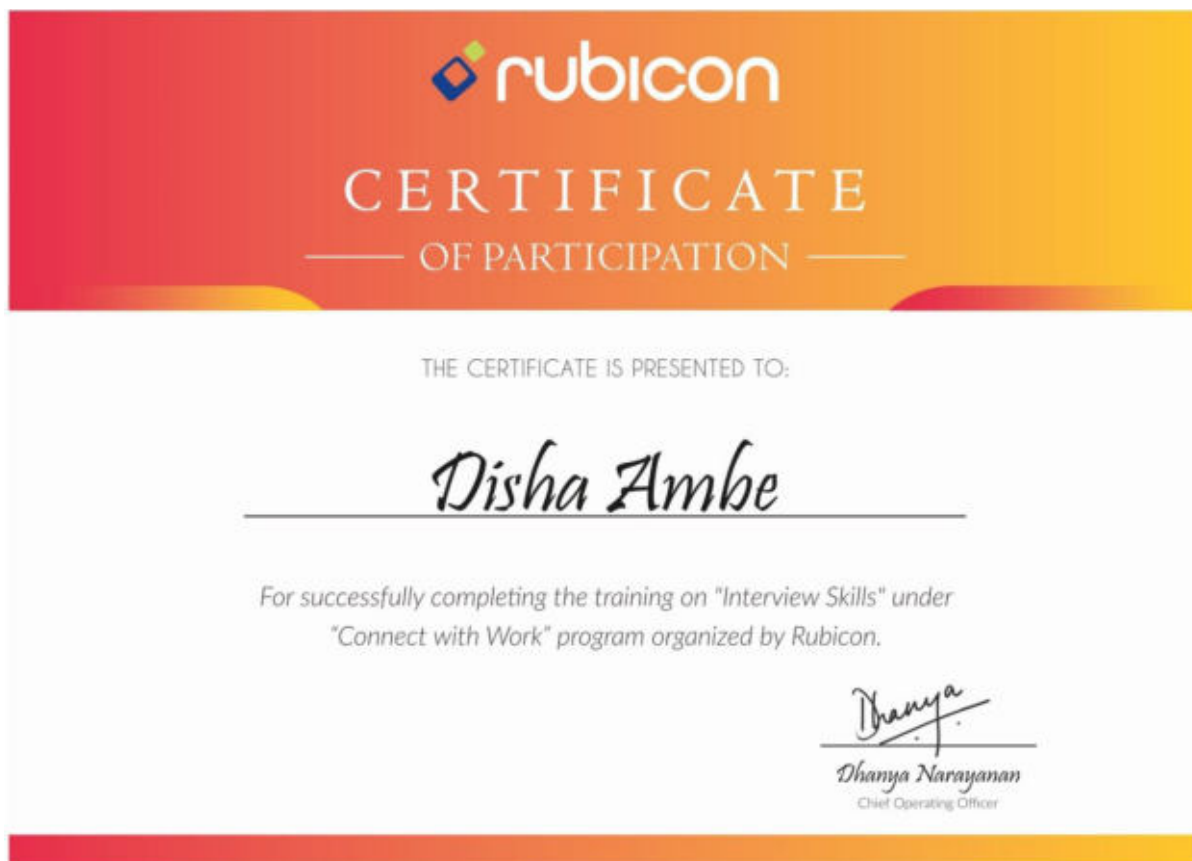 rubicon
CERTIFICATE
OF PARTICIPATION
THE CERTIFICATE IS PRESENTED TO:
Disha Ambe
For successfully completing the training on "Interview Skills" under
"Connect with Work" program organized by Rubicon.
Dhanya
Dhanya Narayanan
Chief Operating Officer